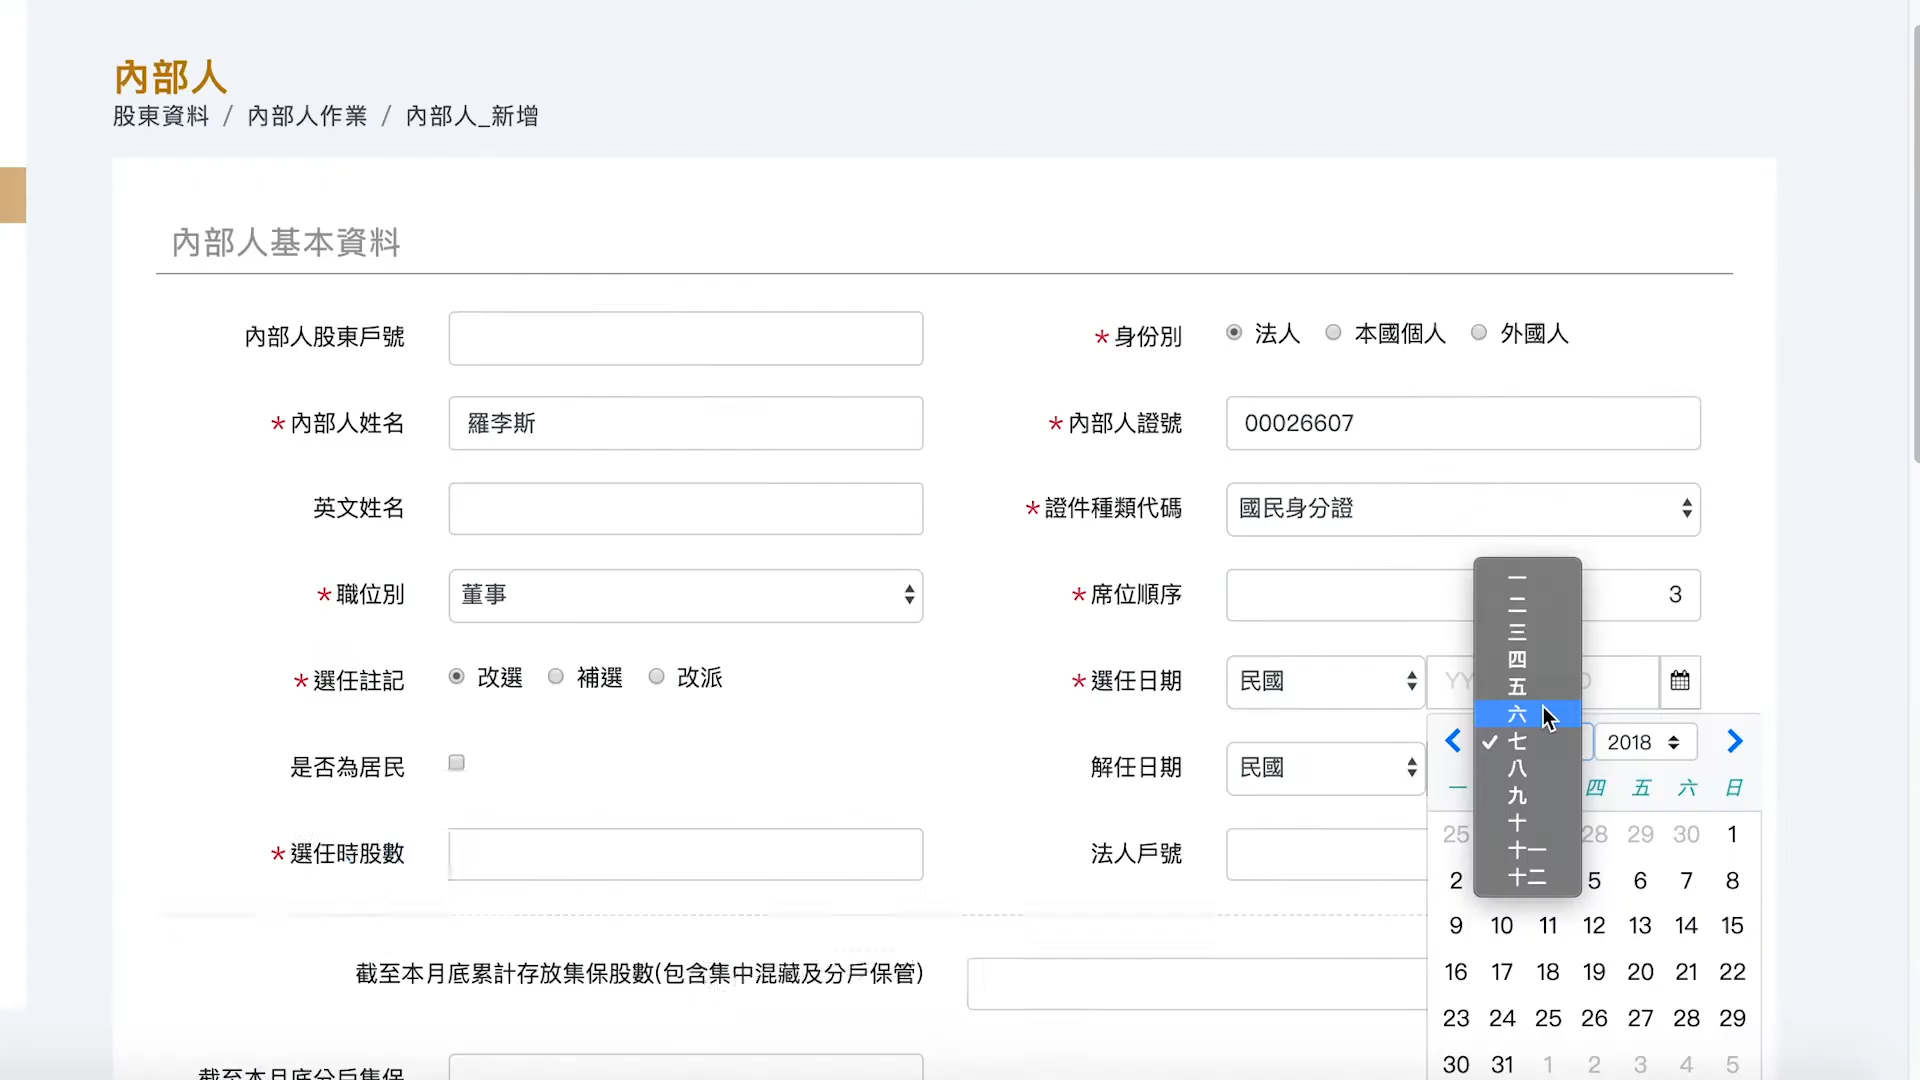 內部人
股東資料 / 內部人作業 / 內部人_新增
內部人基本資料
內部人股東戶號
*身份別 法人 本國個人 外國人
*內部人姓名 羅李斯
*內部人證號 00026607
英文姓名
*證件種類代碼 國民身分證
*職位別 董事
*席位順序 3
*選任註記 改選 補選 改派
*選任日期 民國 YY
是否為居民
解任日期 民國
*選任時股數
法人戶號
截至本月底累計存放集保股數(包含集中混藏及分戶保管)
截至本月底分戶集保
一
二
三
四
五
六
七
八
九
十
十一
十二
2018
一 四 五 六 日
25 28 29 30 1
2 5 6 7 8
9 10 11 12 13 14 15
16 17 18 19 20 21 22
23 24 25 26 27 28 29
30 31 1 2 3 4 5